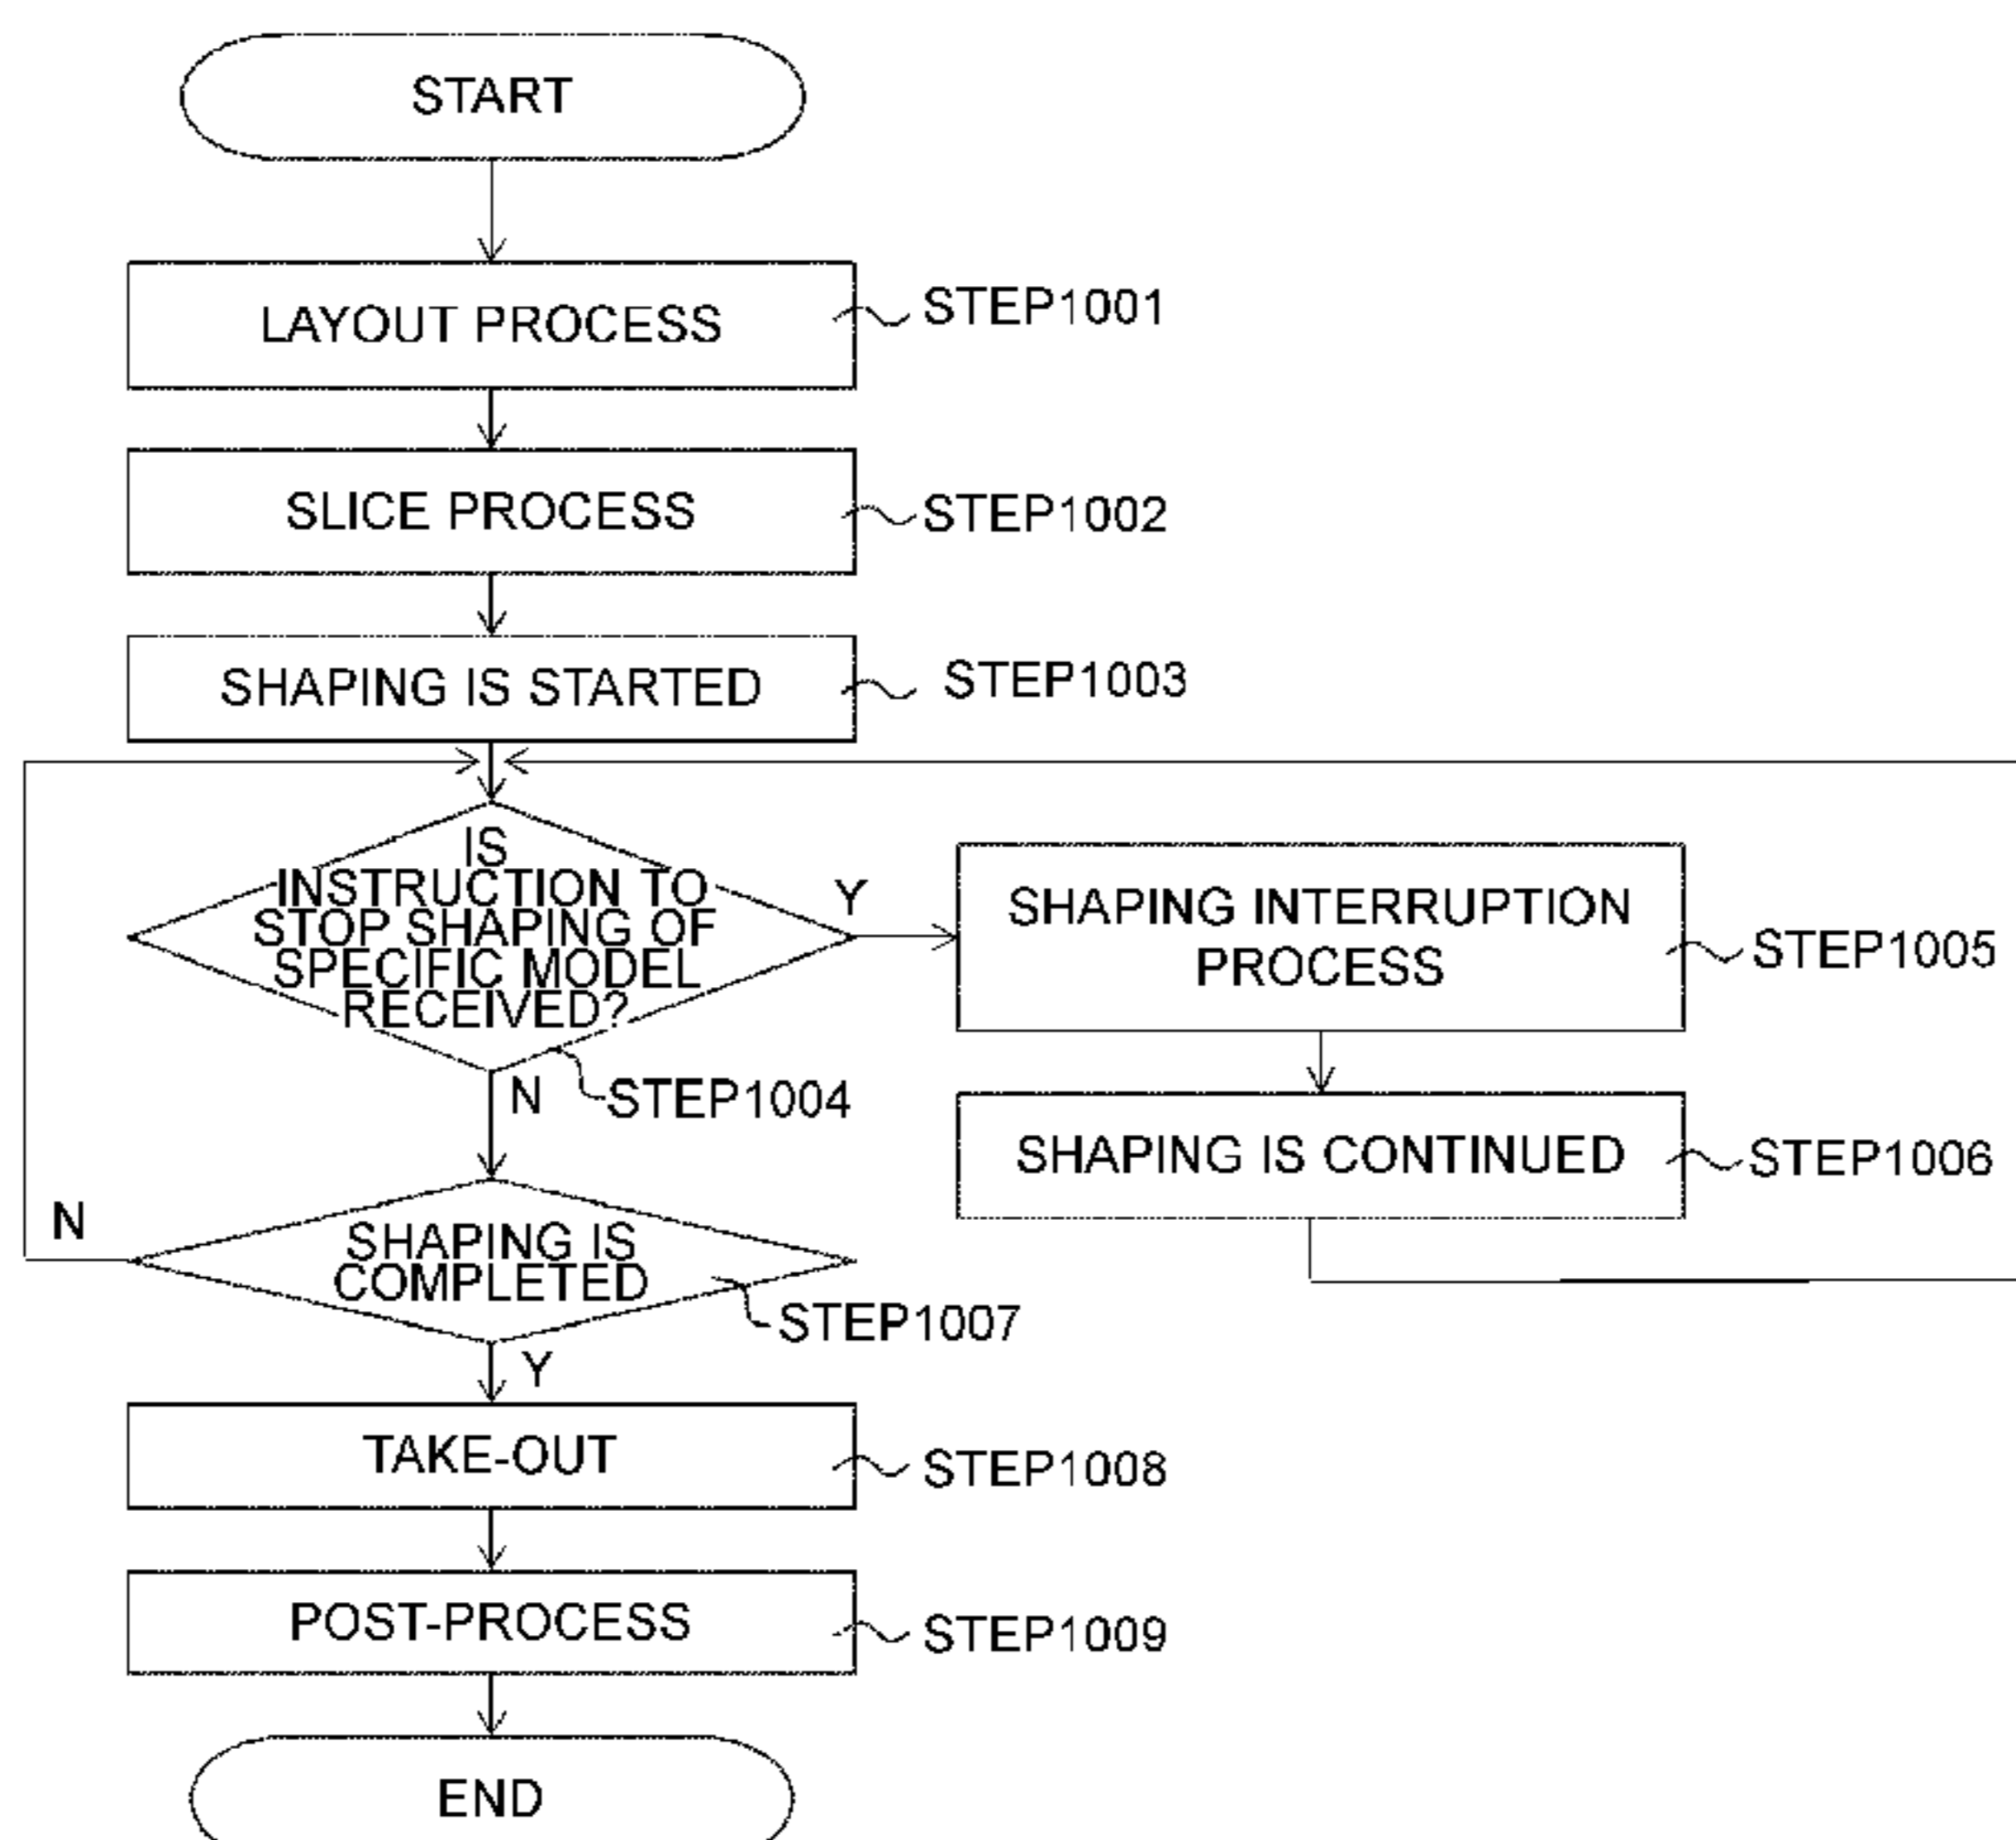 START
LAYOUT PROCESS
STEP1001
SLICE PROCESS
STEP1002
SHAPING IS STARTED
STEP1003
IS
INSTRUCTION TO
STOP SHAPING OF
SPECIFIC MODEL
RECEIVED?
Y
N
STEP1004
SHAPING INTERRUPTION
PROCESS
STEP1005
SHAPING IS CONTINUED
STEP1006
N
SHAPING IS
COMPLETED
STEP1007
Y
TAKE-OUT
STEP1008
POST-PROCESS
STEP1009
END